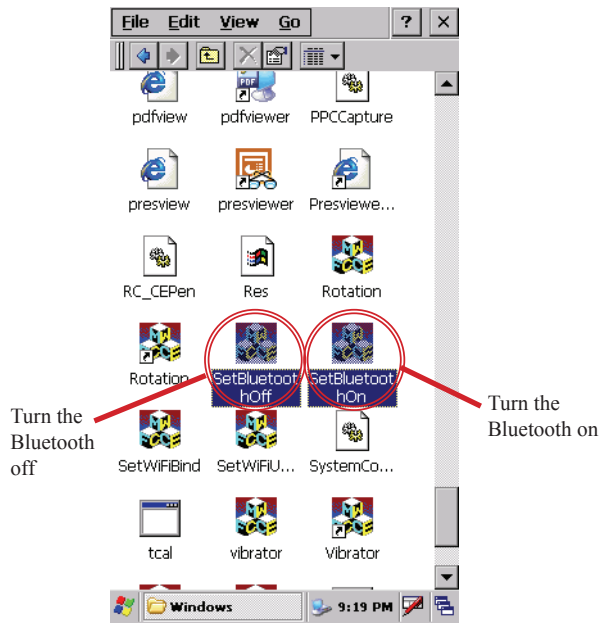 File Edit View Go ? ×
pdfview pdfviewer PPCCapture
PDF
presview presviewer Presviewe...
RC_CEPen Res Rotation
Rotation SetBluetoot SetBluetoot
hOff hOn
Turn the
Bluetooth
off
Turn the
Bluetooth on
SetWiFiBind SetWiFiU... SystemCo...
tcal vibrator Vibrator
Windows 9:19 PM